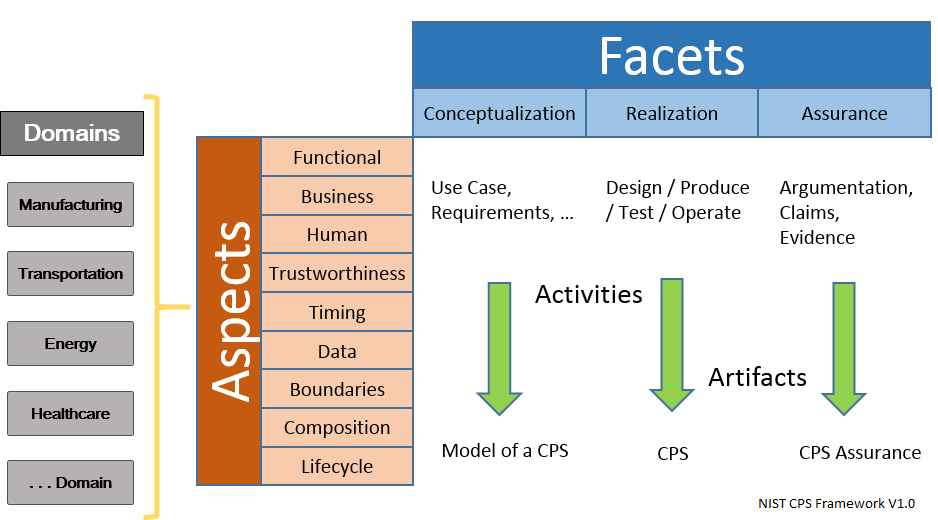 Facets
Conceptualization
Realization
Assurance
Domains
Manufacturing
Transportation
Energy
Healthcare
. . . Domain
Aspects
Functional
Business
Human
Trustworthiness
Timing
Data
Boundaries
Composition
Lifecycle
Use Case,
Requirements, ...
Design / Produce
/ Test / Operate
Argumentation,
Claims,
Evidence
Activities
Artifacts
Model of a CPS
CPS
CPS Assurance
NIST CPS Framework V1.0